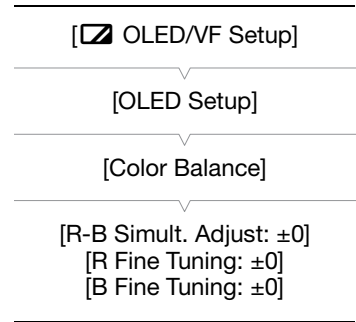 [ OLED/VF Setup]
[OLED Setup]
[Color Balance]
[R-B Simult. Adjust: ±0]
[R Fine Tuning: ±0]
[B Fine Tuning: ±0]